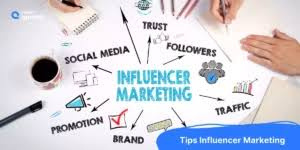 TRUST
SOCIAL MEDIA
FOLLOWERS
INFLUENCER
MARKETING
TRAFFIC
PROMOTION
BRAND
Tips Influencer Marketing